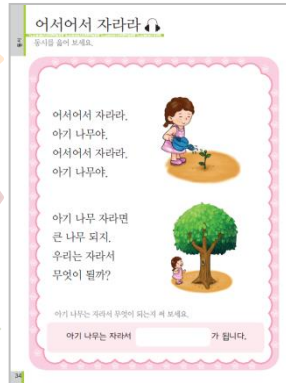 어서어서 자라라
동시
동시를 읊어 보세요.
어서어서 자라라.
아기 나무야.
어서어서 자라라.
아기 나무야.
아기 나무 자라면
큰 나무 되지.
우리는 자라서
무엇이 될까?
아기 나무는 자라서 무엇이 되는지 써 보세요.
아기 나무는 자라서 가 됩니다.
34